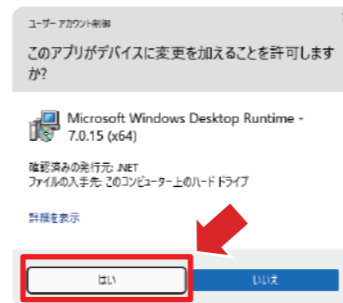 ユーザー アカウント制御
このアプリがデバイスに変更を加えることを許可します
か?
Microsoft Windows Desktop Runtime -
7.0.15 (x64)
確認済みの発行元: .NET
ファイルの入手先: このコンピューター上のハード ドライブ
詳細を表示
はい
いいえ